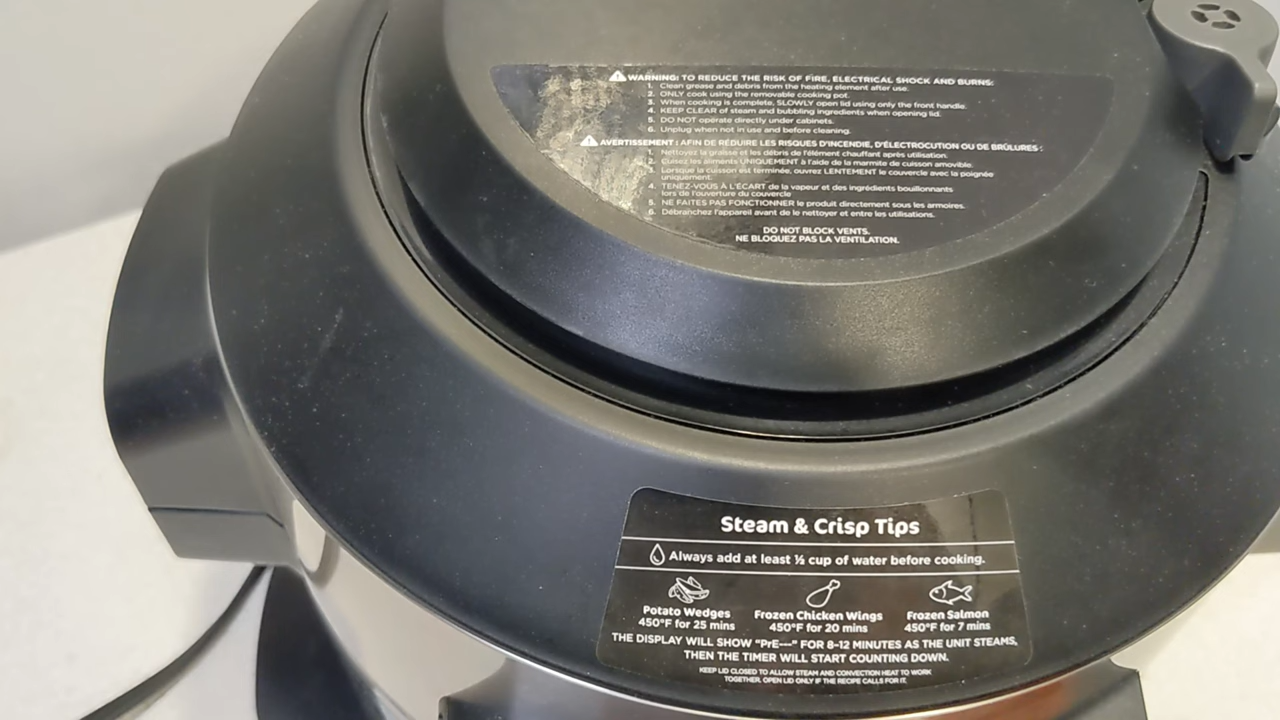 WARNING: TO REDUCE THE RISK OF FIRE, ELECTRICAL SHOCK AND BURNS:
1. Clean grease and debris from the heating element after use.
2. ONLY cook using the removable cooking pot.
3. When cooking is complete, SLOWLY open lid using only the front handle.
4. KEEP CLEAR of steam and bubbling ingredients when opening lid.
5. DO NOT operate directly under cabinets.
6. Unplug when not in use and before cleaning.
AVERTISSEMENT : AFIN DE RÉDUIRE LES RISQUES D'INCENDIE, D'ÉLECTROCUTION OU DE BRÛLURES :
1. Nettoyez la graisse et les débris de l'élément chauffant après utilisation.
2. Cuisez les aliments UNIQUEMENT à l'aide de la marmite de cuisson amovible.
3. Lorsque la cuisson est terminée, ouvrez LENTEMENT le couvercle avec la poignée
uniquement.
4. TENEZ-VOUS À L'ÉCART de la vapeur et des ingrédients bouillonnants
lors de l'ouverture du couvercle
5. NE FAITES PAS FONCTIONNER le produit directement sous les armoires.
6. Débranchez l'appareil avant de le nettoyer et entre les utilisations.
DO NOT BLOCK VENTS.
NE BLOQUEZ PAS LA VENTILATION.
Steam & Crisp Tips
Always add at least ½ cup of water before cooking.
Potato Wedges Frozen Chicken Wings Frozen Salmon
450°F for 25 mins 450°F for 20 mins 450°F for 7 mins
THE DISPLAY WILL SHOW "PrE---" FOR 8-12 MINUTES AS THE UNIT STEAMS,
THEN THE TIMER WILL START COUNTING DOWN.
KEEP LID CLOSED TO ALLOW STEAM AND CONVECTION HEAT TO WORK
TOGETHER. OPEN LID ONLY IF THE RECIPE CALLS FOR IT.